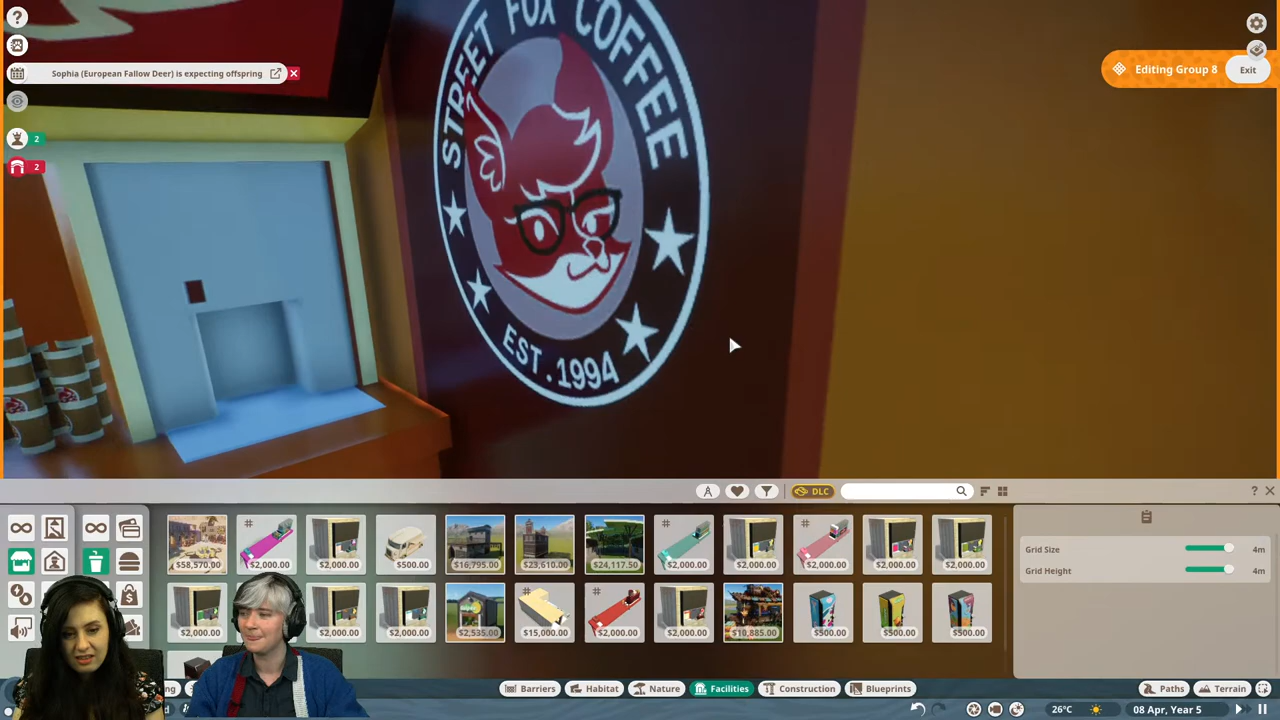 STREET FOX COFFEE
EST. 1994
?
Sophia (European Fallow Deer) is expecting offspring
2
2
Editing Group 8
Exit
DLC
?
#
#
#
$58,570.00
$2,000.00
$2,000.00
$500.00
$16,795.00
$23,610.00
$24,117.50
$2,000.00
$2,000.00
$2,000.00
$2,000.00
$2,000.00
#
#
$2,000.00
$2,000.00
$2,000.00
$2,535.00
$15,000.00
$2,000.00
$2,000.00
$10,885.00
$500.00
$500.00
$500.00
Grid Size
4m
Grid Height
4m
Barriers
Habitat
Nature
Facilities
Construction
Blueprints
Paths
Terrain
26°C
08 Apr, Year 5